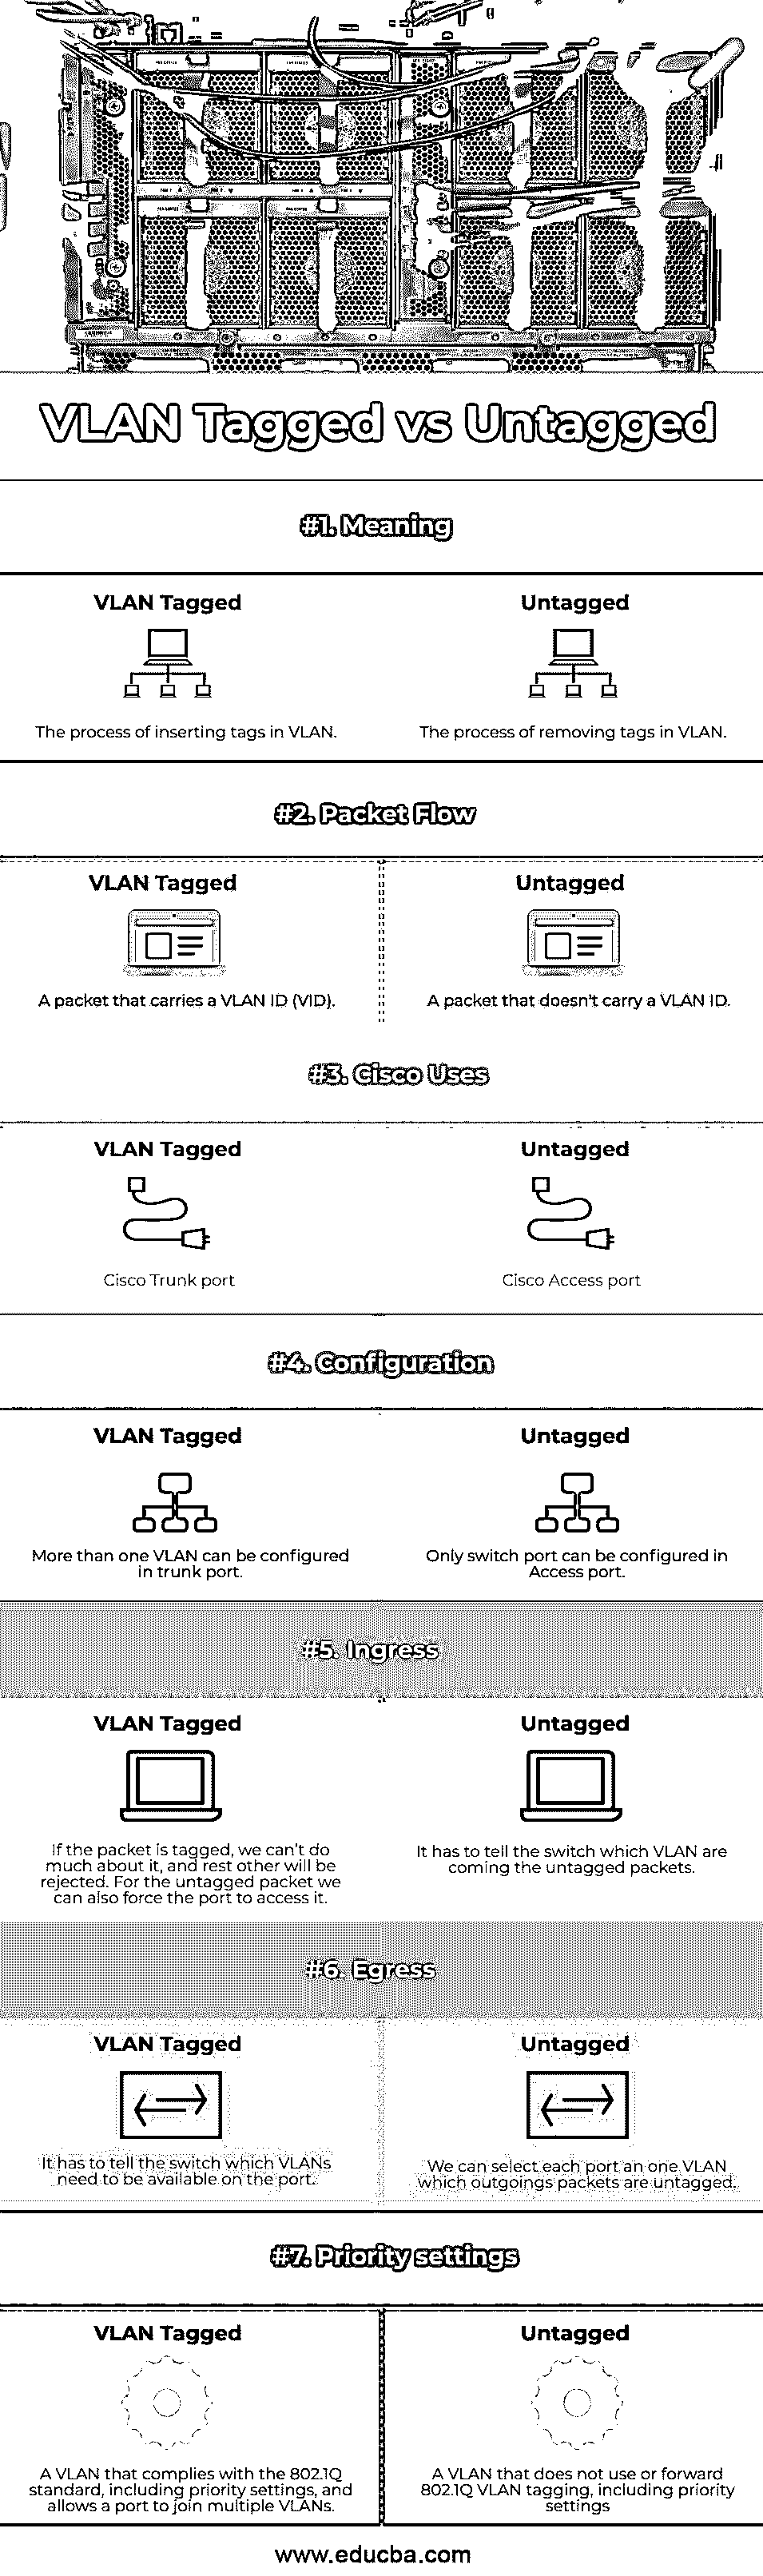 VLAN Tagged vs Untagged
#1. Meaning
VLAN Tagged
Untagged
The process of inserting tags in VLAN.
The process of removing tags in VLAN.
#2. Packet Flow
VLAN Tagged
Untagged
A packet that carries a VLAN ID (VID).
A packet that doesn't carry a VLAN ID.
#3. Cisco Uses
VLAN Tagged
Untagged
Cisco Trunk port
Cisco Access port
#4. Configuration
VLAN Tagged
Untagged
More than one VLAN can be configured
in trunk port.
Only switch port can be configured in
Access port.
#5. Ingress
VLAN Tagged
Untagged
If the packet is tagged, we can't do
much about it, and rest other will be
rejected. For the untagged packet we
can also force the port to access it.
It has to tell the switch which VLAN are
coming the untagged packets.
#6. Egress
VLAN Tagged
Untagged
It has to tell the switch which VLANs
need to be available on the port.
We can select each port an one VLAN
which outgoings packets are untagged.
#7. Priority settings
VLAN Tagged
Untagged
A VLAN that complies with the 802.1Q
standard, including priority settings, and
allows a port to join multiple VLANs.
A VLAN that does not use or forward
802.1Q VLAN tagging, including priority
settings
www.educba.com